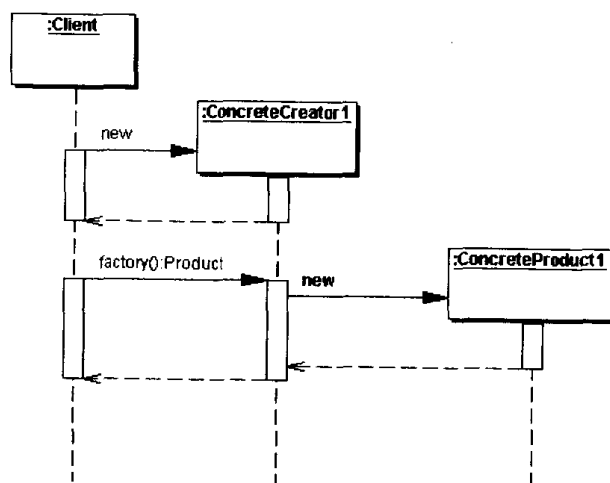 :Client
:ConcreteCreator1
new
factory():Product
new
:ConcreteProduct1